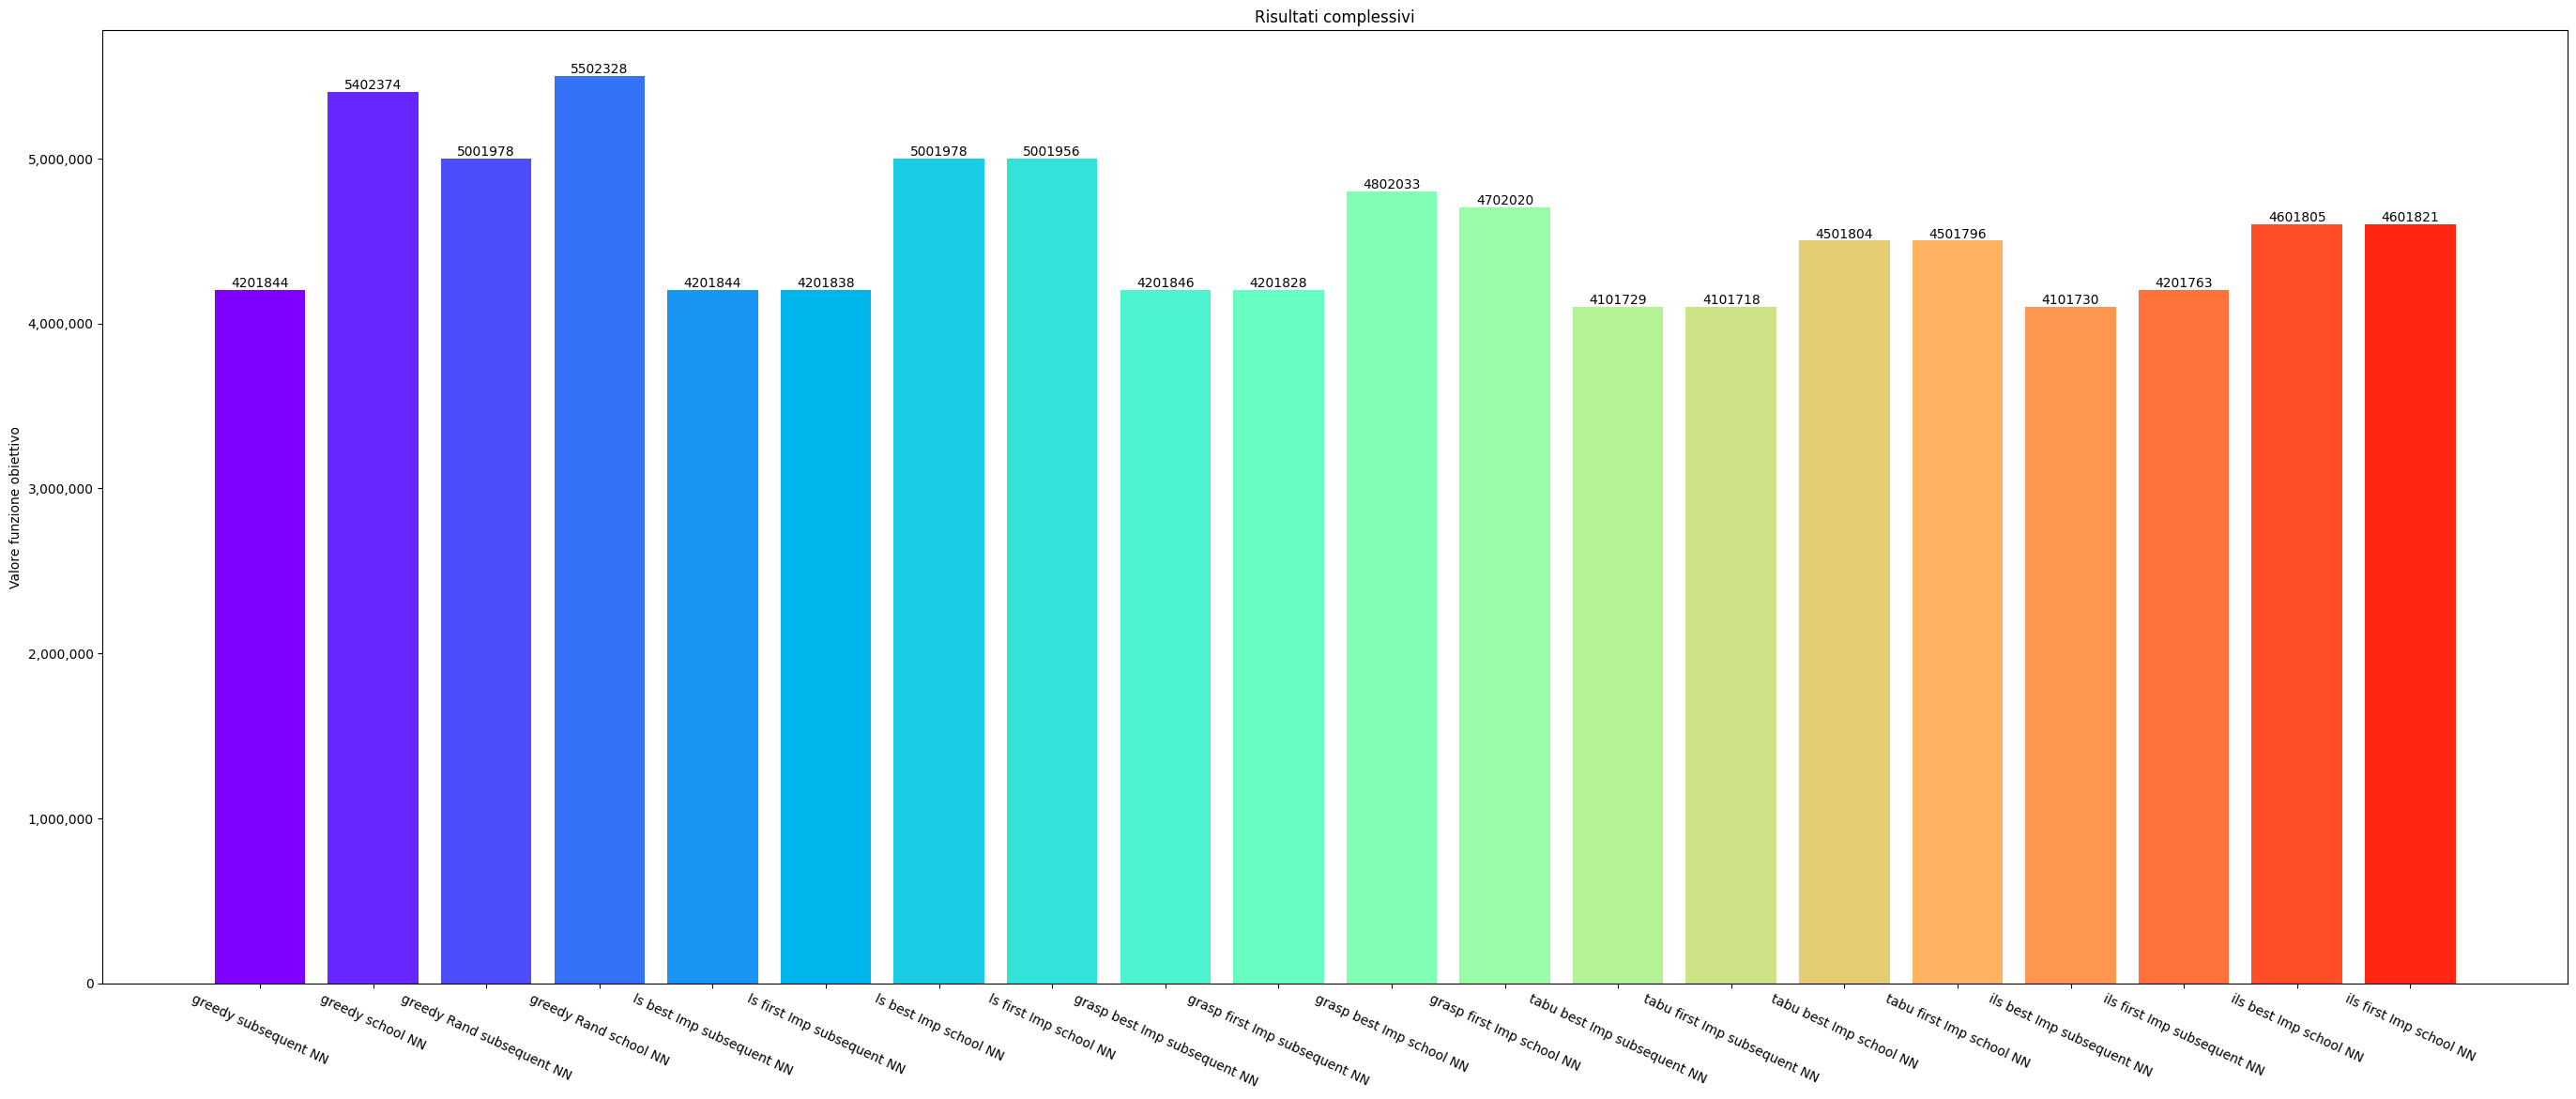 Risultati complessivi
Valore funzione obiettivo
5,000,000
4,000,000
3,000,000
2,000,000
1,000,000
0
4201844
5402374
5001978
5502328
4201844
4201838
5001978
5001956
4201846
4201828
4802033
4702020
4101729
4101718
4501804
4501796
4101730
4201763
4601805
4601821
greedy subsequent NN
greedy school NN
greedy Rand subsequent NN
greedy Rand school NN
ls best Imp subsequent NN
ls first Imp subsequent NN
ls best Imp school NN
ls first Imp school NN
grasp best Imp subsequent NN
grasp first Imp subsequent NN
grasp best Imp school NN
grasp first Imp school NN
tabu best Imp subsequent NN
tabu first Imp subsequent NN
tabu best Imp school NN
tabu first Imp school NN
ils best Imp subsequent NN
ils first Imp subsequent NN
ils best Imp school NN
ils first Imp school NN